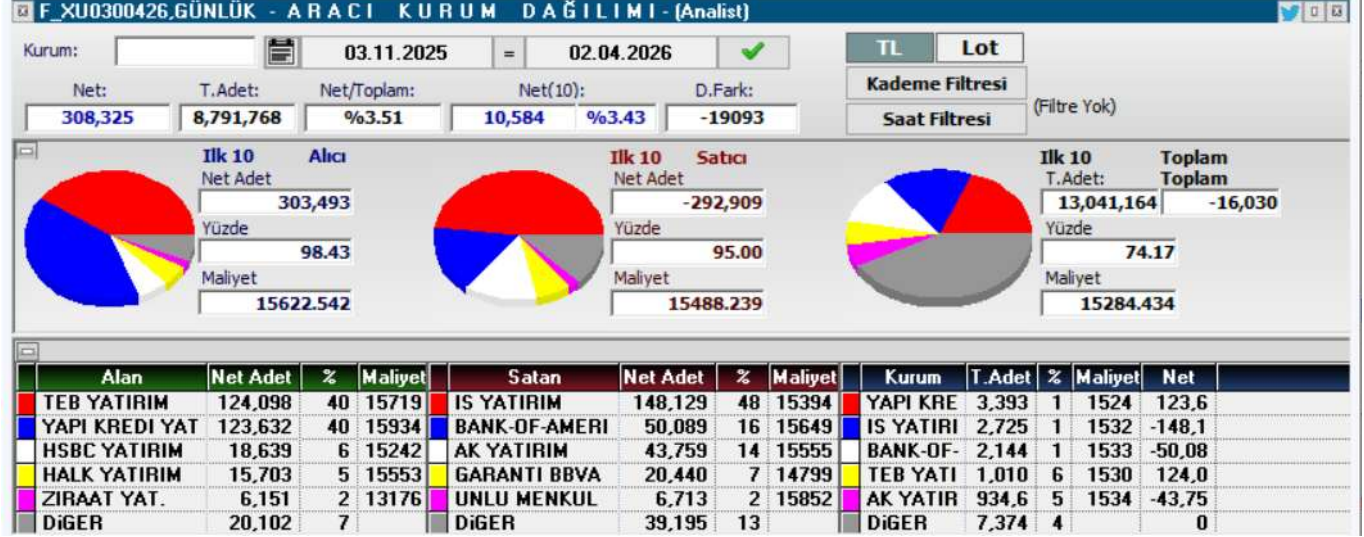 F_XU0300426,GÜNLÜK - ARACI KURUM DAĞILIMI-(Analist)
Kurum: 03.11.2025 = 02.04.2026 TL Lot
Net: T.Adet: Net/Toplam: Net(10): D.Fark: Kademe Filtresi
308,325 8,791,768 %3.51 10,584 %3.43 -19093 Saat Filtresi (Filtre Yok)
Ilk 10 Alıcı Ilk 10 Satıcı Ilk 10 Toplam
Net Adet Net Adet T.Adet: Toplam
303,493 -292,909 13,041,164 -16,030
Yüzde Yüzde Yüzde
98.43 95.00 74.17
Maliyet Maliyet Maliyet
15622.542 15488.239 15284.434
Alan Net Adet % Maliyet Satan Net Adet % Maliyet Kurum T.Adet % Maliyet Net
TEB YATIRIM 124,098 40 15719 IS YATIRIM 148,129 48 15394 YAPI KRE 3,393 1 1524 123,6
YAPI KREDI YAT 123,632 40 15934 BANK-OF-AMERI 50,089 16 15649 IS YATIRI 2,725 1 1532 -148,1
HSBC YATIRIM 18,639 6 15242 AK YATIRIM 43,759 14 15555 BANK-OF- 2,144 1 1533 -50,08
HALK YATIRIM 15,703 5 15553 GARANTI BBVA 20,440 7 14799 TEB YATI 1,010 6 1530 124,0
ZIRAAT YAT. 6,151 2 13176 UNLU MENKUL 6,713 2 15852 AK YATIR 934,6 5 1534 -43,75
DiGER 20,102 7 DiGER 39,195 13 DiGER 7,374 4 0